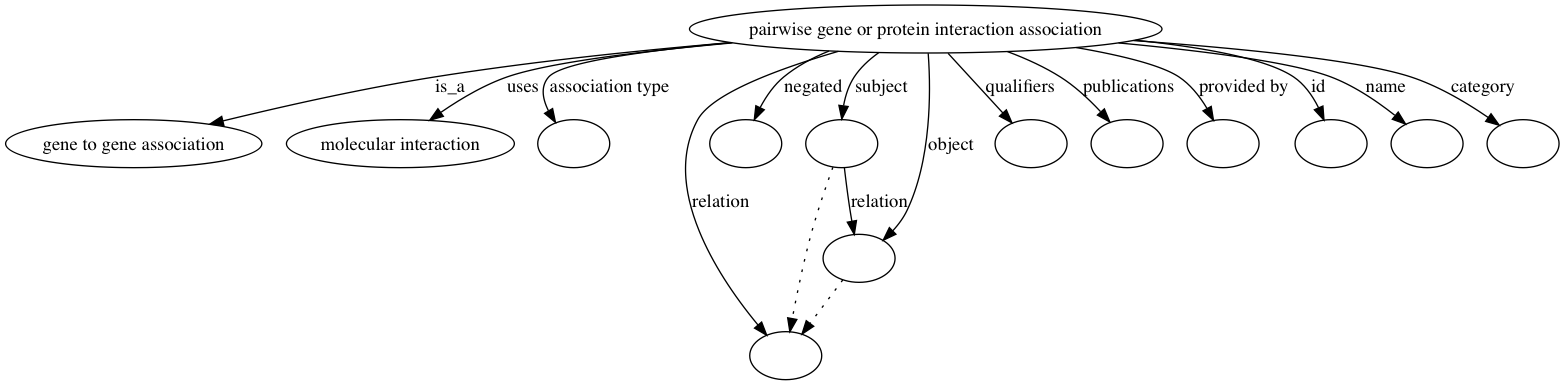 pairwise gene or protein interaction association
is_a
uses
association type
negated
subject
qualifiers
publications
provided by
id
name
category
gene to gene association
molecular interaction
object
relation
relation